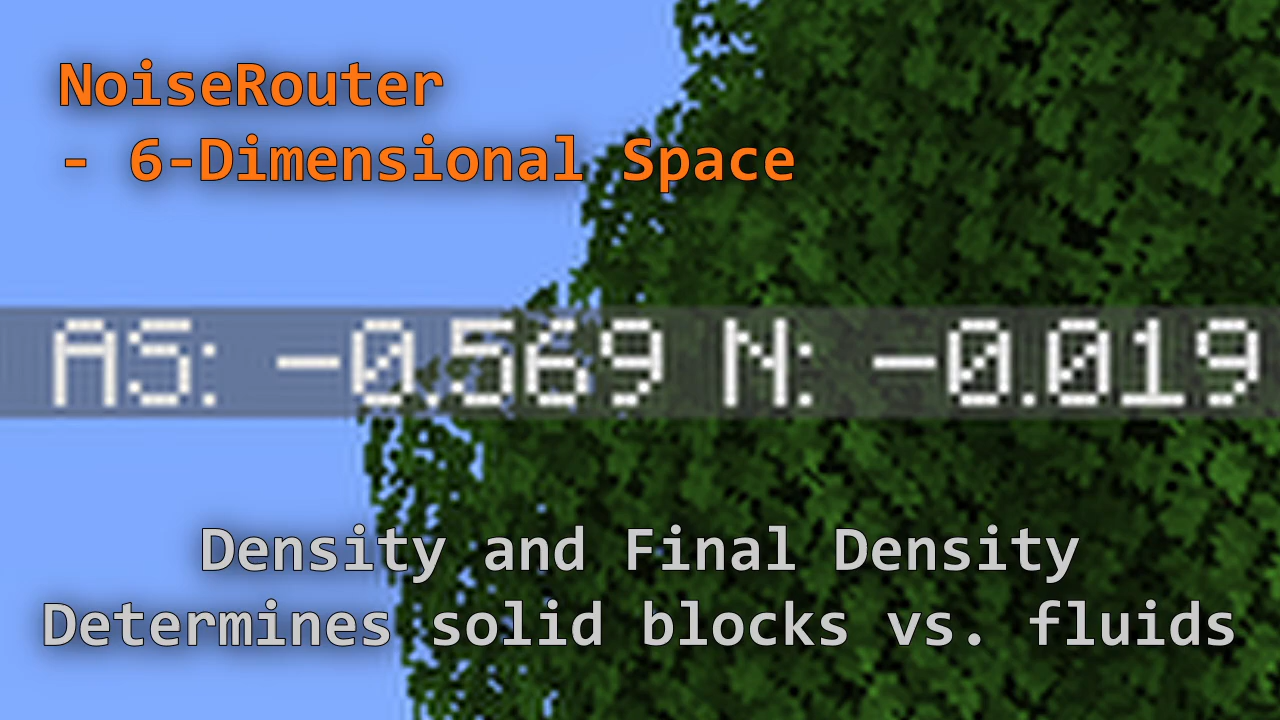 NoiseRouter
- 6-Dimensional Space
AS: -0.569 N: -0.019
Density and Final Density
Determines solid blocks vs. fluids